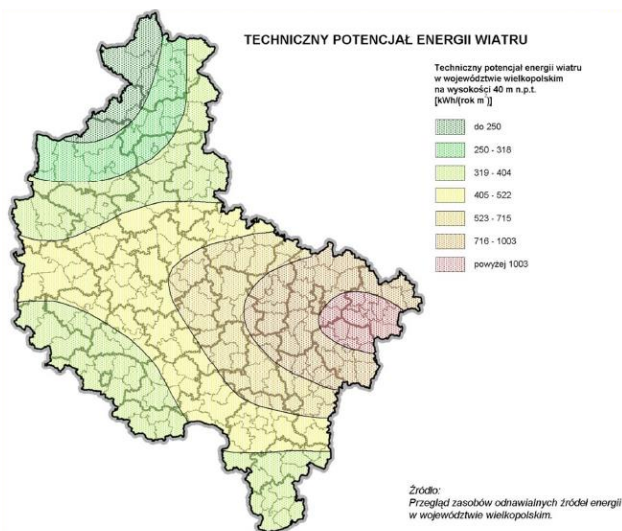 TECHNICZNY POTENCJAŁ ENERGII WIATRU
Techniczny potencjał energii wiatru
w województwie wielkopolskim
na wysokości 40 m n.p.t.
[kWh/(rok m²)]
do 250
250 - 318
319 - 404
405 - 522
523 - 715
716 - 1003
powyżej 1003
Źródło:
Przegląd zasobów odnawialnych źródeł energii
w województwie wielkopolskim.